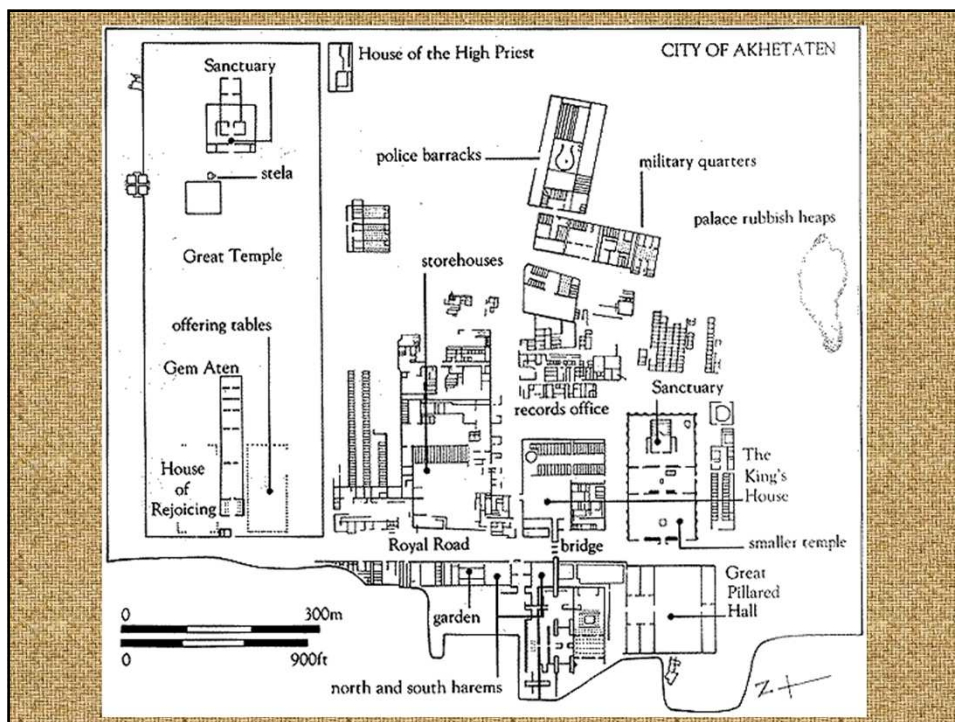 CITY OF AKHETATEN
House of the High Priest
Sanctuary
police barracks
military quarters
stela
palace rubbish heaps
Great Temple
storehouses
offering tables
Gem Aten
Sanctuary
records office
House
of
Rejoicing
The
King's
House
Royal Road
bridge
smaller temple
garden
Great
Pillared
Hall
0
300m
0
900ft
north and south harems
Z